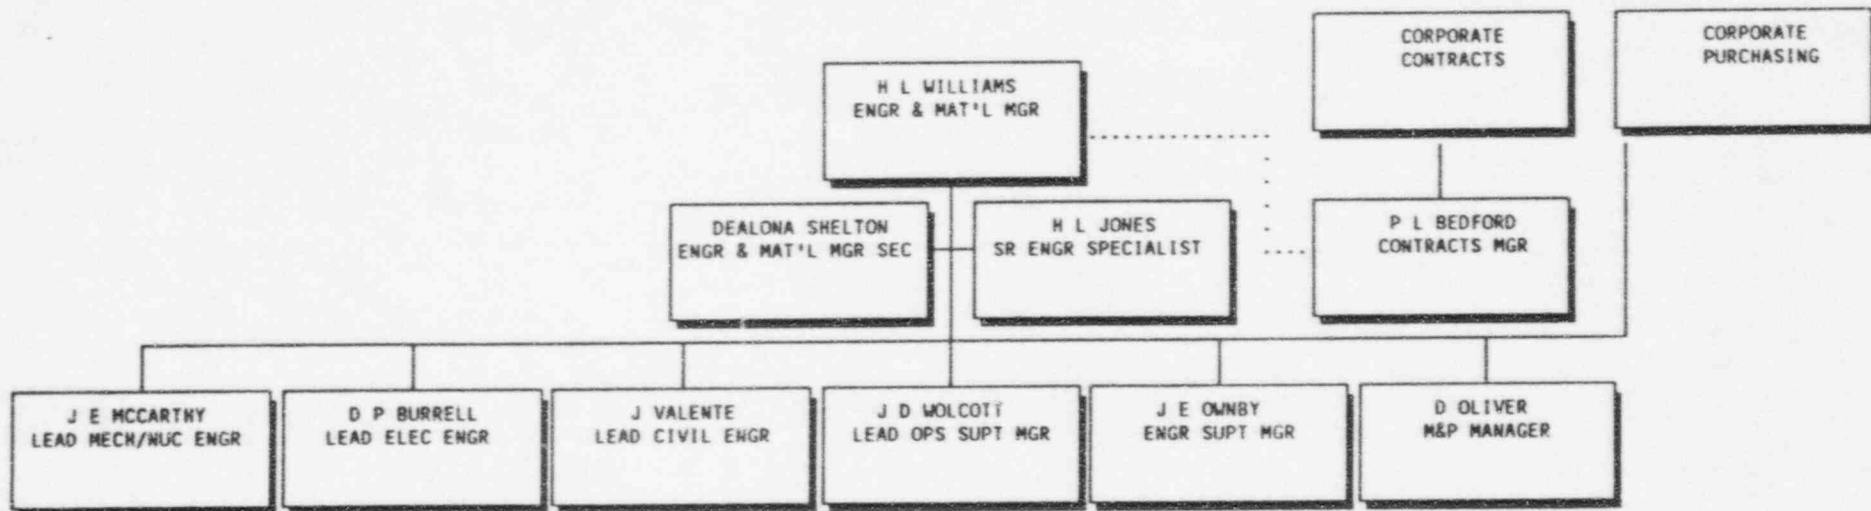 CORPORATE
CONTRACTS
CORPORATE
PURCHASING
H L WILLIAMS
ENGR & MAT'L MGR
DEALONA SHELTON
ENGR & MAT'L MGR SEC
H L JONES
SR ENGR SPECIALIST
P L BEDFORD
CONTRACTS MGR
J E MCCARTHY
LEAD MECH/NUC ENGR
D P BURRELL
LEAD ELEC ENGR
J VALENTE
LEAD CIVIL ENGR
J D WOLCOTT
LEAD OPS SUPT MGR
J E OWNBY
ENGR SUPT MGR
D OLIVER
M&P MANAGER